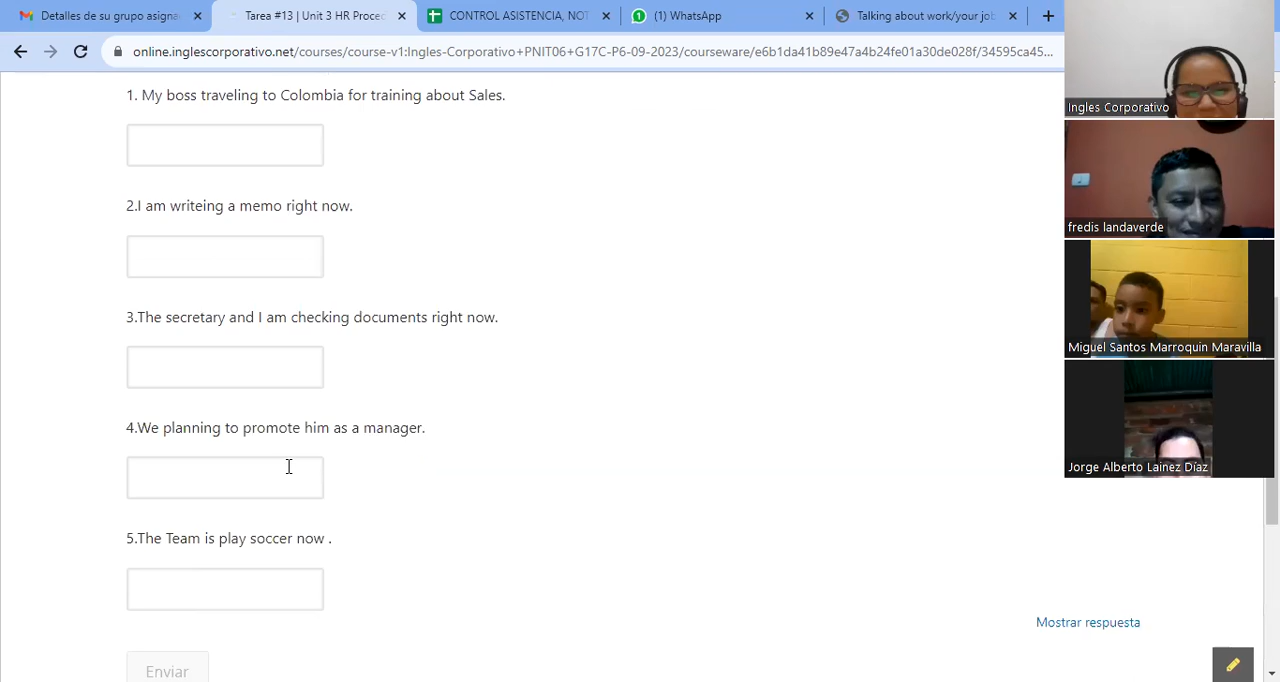 Detalles de su grupo asignar
Tarea #13 | Unit 3 HR Proced
CONTROL ASISTENCIA, NOT
(1) WhatsApp
Talking about work/your job
online.inglescorporativo.net/courses/course-v1:Ingles-Corporativo+PNIT06+G17C-P6-09-2023/courseware/e6b1da41b89e47a4b24fe01a30de028f/34595ca45...
1. My boss traveling to Colombia for training about Sales.
2.I am writeing a memo right now.
3.The secretary and I am checking documents right now.
4.We planning to promote him as a manager.
5.The Team is play soccer now .
Mostrar respuesta
Enviar
Ingles Corporativo
fredis landaverde
Miguel Santos Marroquin Maravilla
Jorge Alberto Lainez Díaz